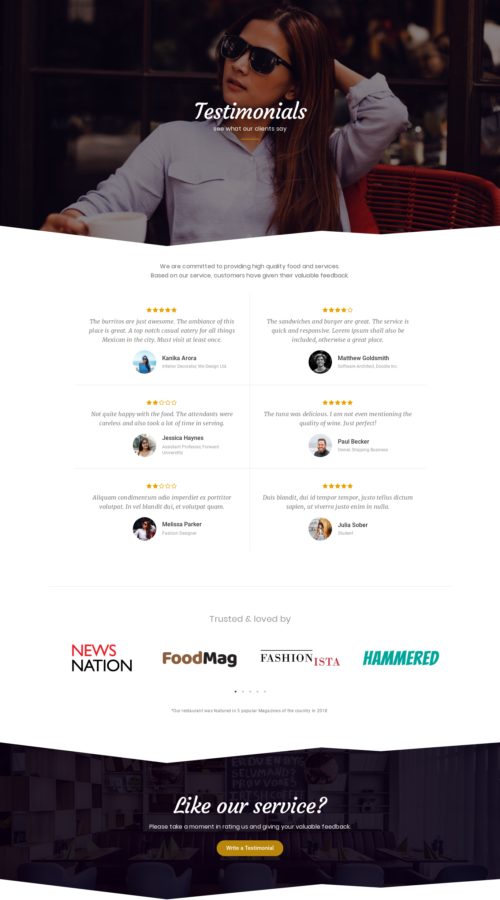 Testimonials
see what our clients say
We are committed to providing high quality food and services.
Based on our service, customers have given their valuable feedback.
The burritos are just awesome. The ambiance of this
place is great. A top notch casual eatery for all things
Mexican in the city. Must visit at least once.
Kanika Arora
Interior Decorator, We Design Ltd.
The sandwiches and burger are great. The service is
quick and responsive. Lorem ipsum shall also be
included, otherwise a great place.
Matthew Goldsmith
Software Architect, Doodle Inc.
Not quite happy with the food. The attendants were
careless and also took a lot of time in serving.
Jessica Haynes
Assistant Professor, Forward
University
The tuna was delicious. I am not even mentioning the
quality of wine. Just perfect!
Paul Becker
Owner, Shipping Business
Aliquam condimentum odio imperdiet ex porttitor
volutpat. In vel blandit dui, et volutpat quam.
Melissa Parker
Fashion Designer
Duis blandit, dui id tempor tempor, justo tellus dictum
sapien, at viverra justo enim in nulla.
Julia Sober
Student
Trusted & loved by
NEWS
NATION
FoodMag
FASHION
ISTA
HAMMERED
*Our restaurant was featured in 5 popular Magazines of the country in 2018
Like our service?
Please take a moment in rating us and giving your valuable feedback.
Write a Testimonial